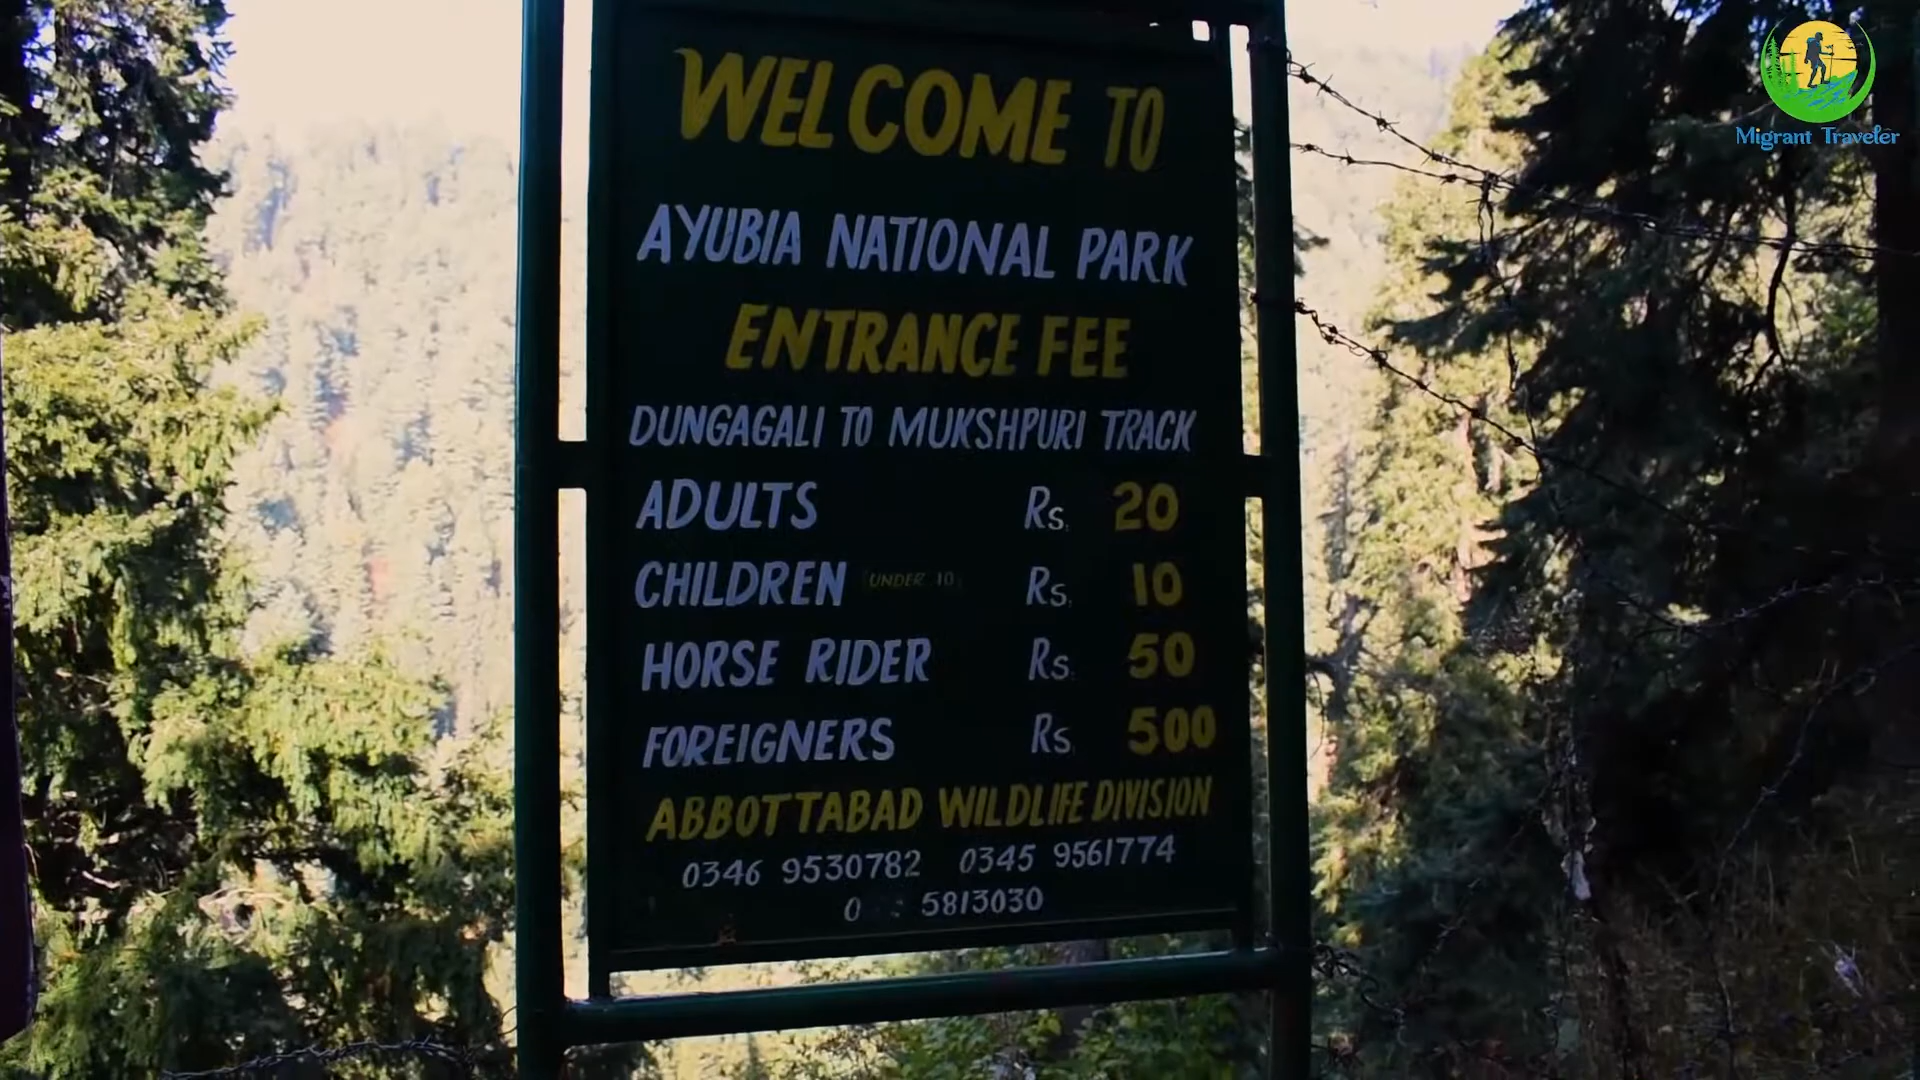 WELCOME TO
AYUBIA NATIONAL PARK
ENTRANCE FEE
DUNGAGALI TO MUKSHPURI TRACK
ADULTS Rs. 20
CHILDREN (UNDER 10) Rs. 10
HORSE RIDER Rs. 50
FOREIGNERS Rs. 500
ABBOTTABAD WILDLIFE DIVISION
0346 9530782 0345 9561774
5813030
Migrant Traveler